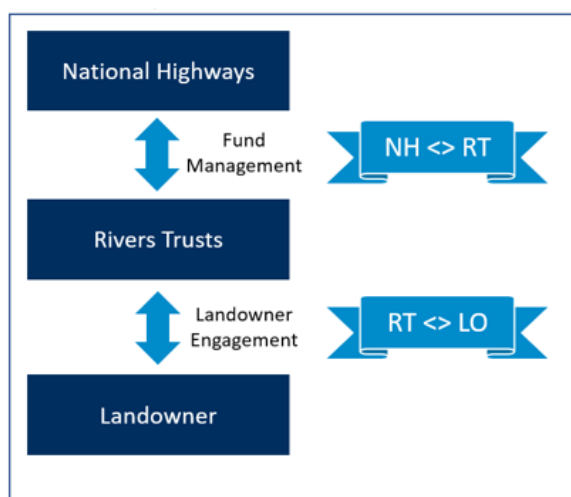 National Highways
Fund
Management
NH <> RT
Rivers Trusts
Landowner
Engagement
RT <> LO
Landowner